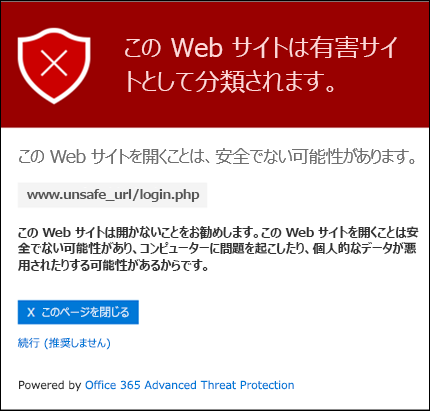 この Web サイトは有害サイ
トとして分類されます。
この Web サイトを開くことは、安全でない可能性があります。
www.unsafe_url/login.php
この Web サイトは開かないことをお勧めします。この Web サイトを開くことは安
全でない可能性があり、コンピューターに問題を起こしたり、個人的なデータが悪
用されたりする可能性があるからです。
X このページを閉じる
続行 (推奨しません)
Powered by Office 365 Advanced Threat Protection